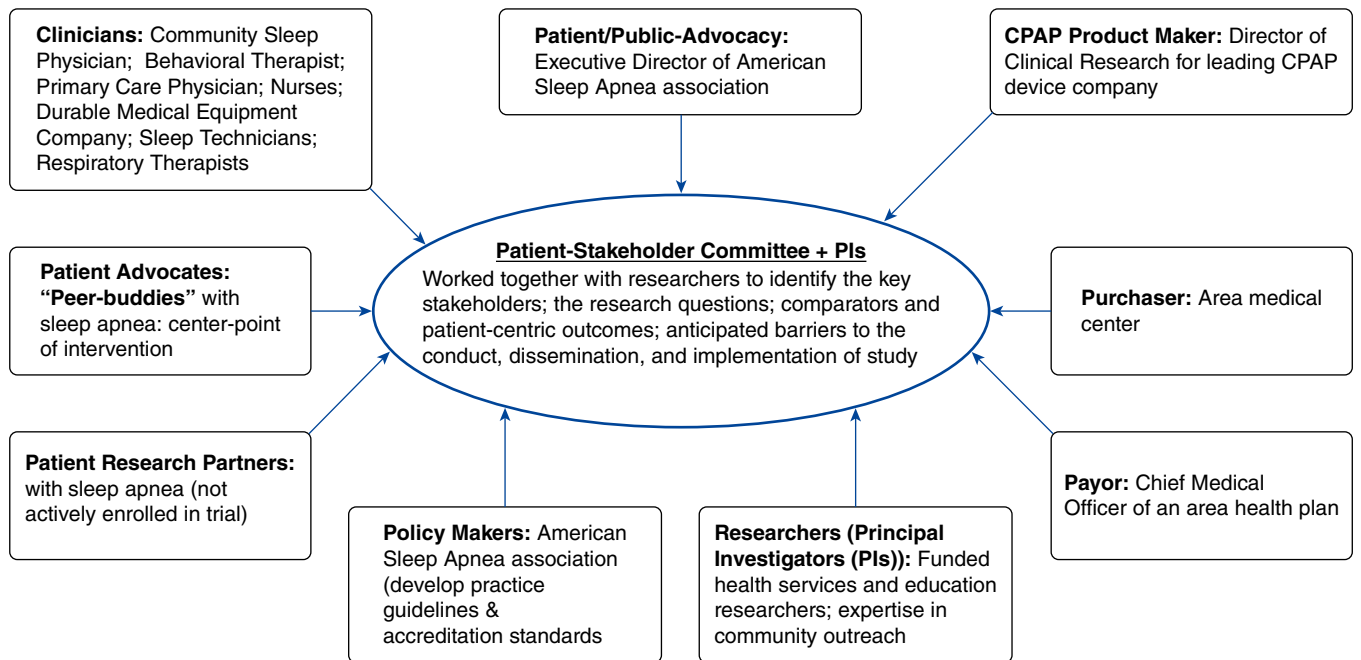 Clinicians: Community Sleep
Physician;  Behavioral Therapist;
Primary Care Physician; Nurses;
Durable Medical Equipment
Company; Sleep Technicians;
Respiratory Therapists
Patient/Public-Advocacy:
Executive Director of American
Sleep Apnea association
CPAP Product Maker: Director of
Clinical Research for leading CPAP
device company
Patient Advocates:
“Peer-buddies” with
sleep apnea: center-point
of intervention
Patient-Stakeholder Committee + PIs
Worked together with researchers to identify the key
stakeholders; the research questions; comparators and
patient-centric outcomes; anticipated barriers to the
conduct, dissemination, and implementation of study
Purchaser: Area medical
center
Patient Research Partners:
with sleep apnea (not
actively enrolled in trial)
Policy Makers: American
Sleep Apnea association
(develop practice
guidelines &
accreditation standards
Researchers (Principal
Investigators (PIs)): Funded
health services and education
researchers; expertise in
community outreach
Payor: Chief Medical
Officer of an area health plan